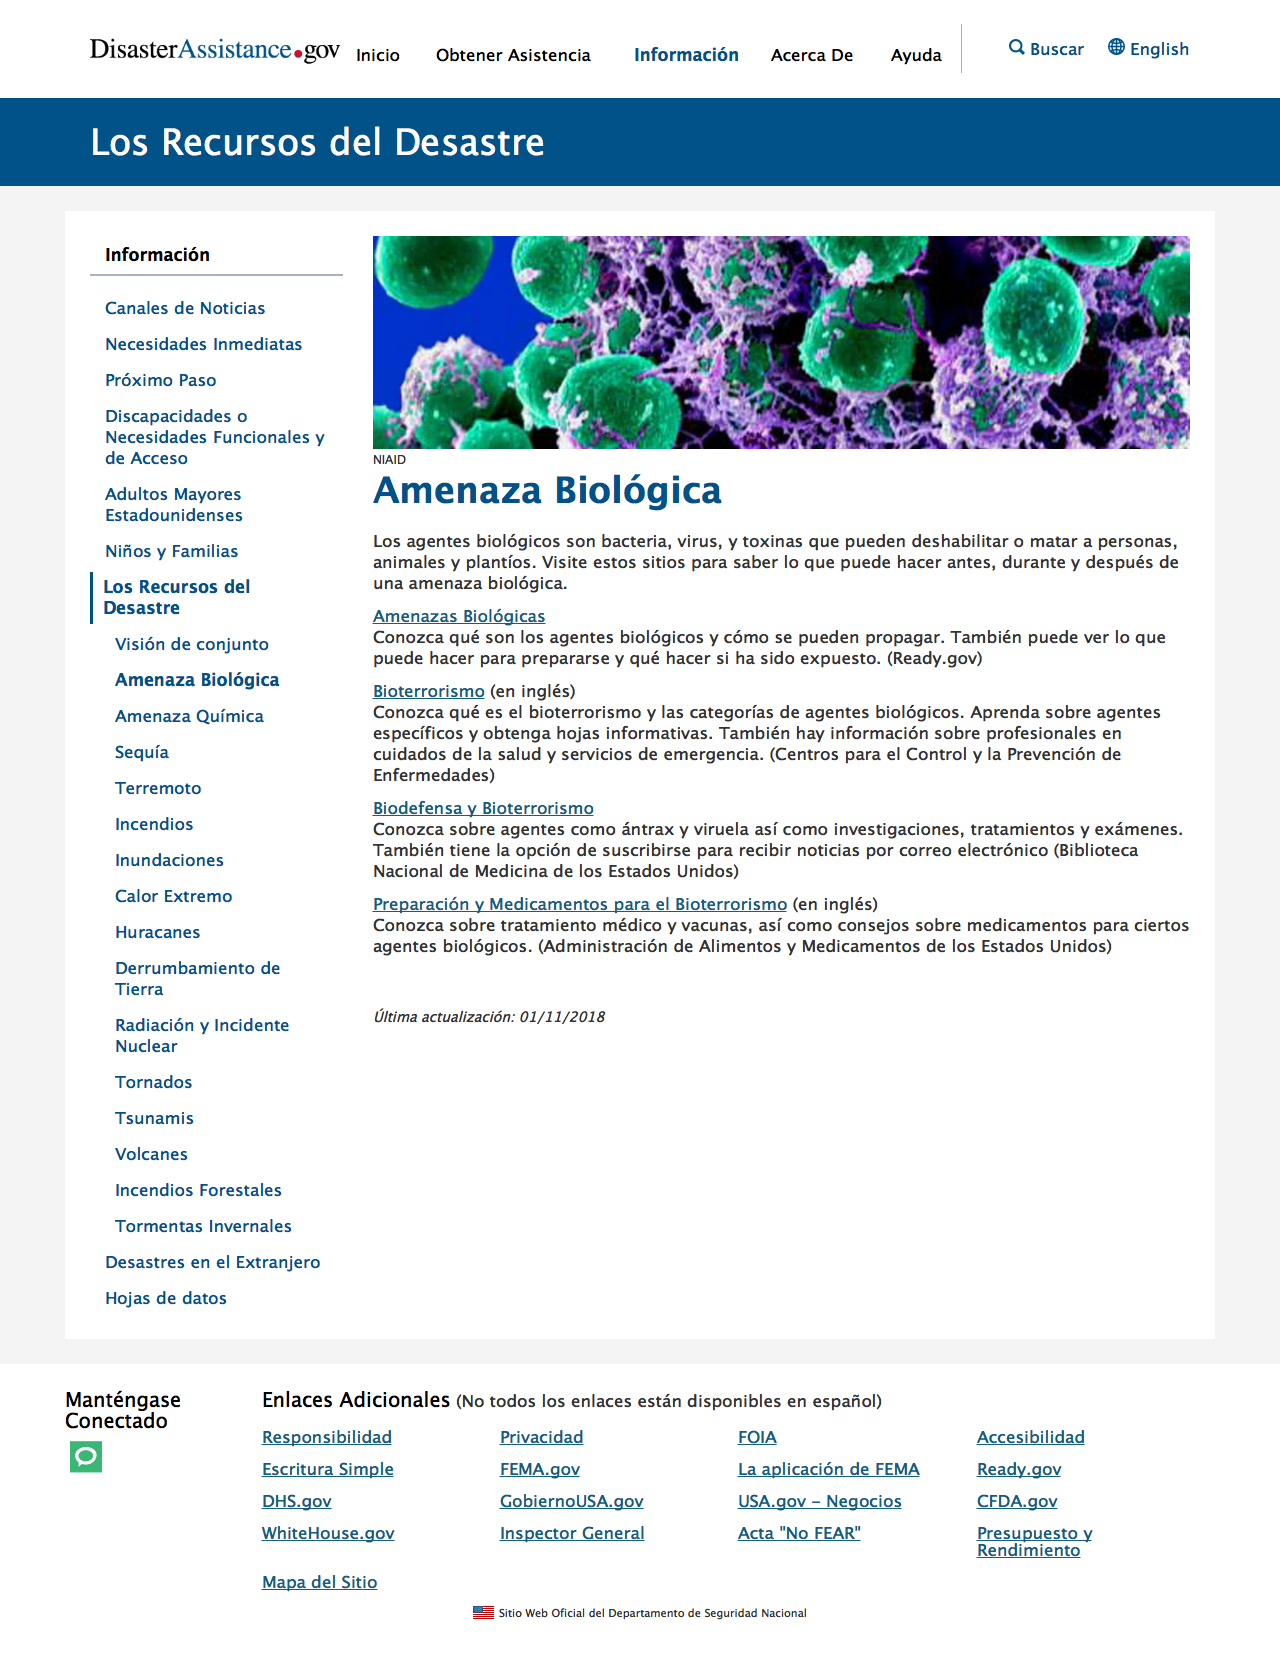 DisasterAssistance.gov
Inicio
Obtener Asistencia
Información
Acerca De
Ayuda
Buscar
English
Los Recursos del Desastre
Información
Canales de Noticias
Necesidades Inmediatas
Próximo Paso
Discapacidades o
Necesidades Funcionales y
de Acceso
Adultos Mayores
Estadounidenses
Niños y Familias
Los Recursos del
Desastre
Visión de conjunto
Amenaza Biológica
Amenaza Química
Sequía
Terremoto
Incendios
Inundaciones
Calor Extremo
Huracanes
Derrumbamiento de
Tierra
Radiación y Incidente
Nuclear
Tornados
Tsunamis
Volcanes
Incendios Forestales
Tormentas Invernales
Desastres en el Extranjero
Hojas de datos
NIAID
Amenaza Biológica
Los agentes biológicos son bacteria, virus, y toxinas que pueden deshabilitar o matar a personas,
animales y plantíos. Visite estos sitios para saber lo que puede hacer antes, durante y después de
una amenaza biológica.
Amenazas Biológicas
Conozca qué son los agentes biológicos y cómo se pueden propagar. También puede ver lo que
puede hacer para prepararse y qué hacer si ha sido expuesto. (Ready.gov)
Bioterrorismo (en inglés)
Conozca qué es el bioterrorismo y las categorías de agentes biológicos. Aprenda sobre agentes
específicos y obtenga hojas informativas. También hay información sobre profesionales en
cuidados de la salud y servicios de emergencia. (Centros para el Control y la Prevención de
Enfermedades)
Biodefensa y Bioterrorismo
Conozca sobre agentes como ántrax y viruela así como investigaciones, tratamientos y exámenes.
También tiene la opción de suscribirse para recibir noticias por correo electrónico (Biblioteca
Nacional de Medicina de los Estados Unidos)
Preparación y Medicamentos para el Bioterrorismo (en inglés)
Conozca sobre tratamiento médico y vacunas, así como consejos sobre medicamentos para ciertos
agentes biológicos. (Administración de Alimentos y Medicamentos de los Estados Unidos)
Última actualización: 01/11/2018
Manténgase
Conectado
Enlaces Adicionales (No todos los enlaces están disponibles en español)
Responsibilidad
Privacidad
FOIA
Accesibilidad
Escritura Simple
FEMA.gov
La aplicación de FEMA
Ready.gov
DHS.gov
GobiernoUSA.gov
USA.gov - Negocios
CFDA.gov
WhiteHouse.gov
Inspector General
Acta "No FEAR"
Presupuesto y
Rendimiento
Mapa del Sitio
Sitio Web Oficial del Departamento de Seguridad Nacional